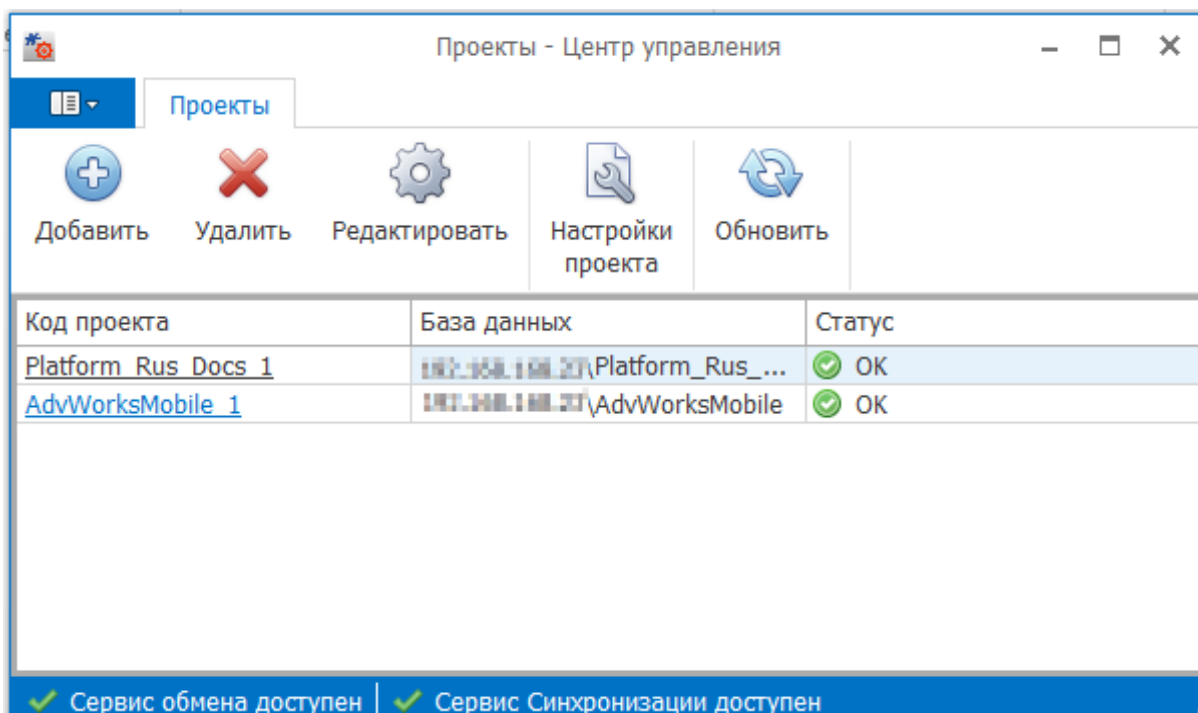 Проекты - Центр управления
Проекты
Добавить
Удалить
Редактировать
Настройки
проекта
Обновить
Код проекта База данных Статус
Platform_Rus_Docs_1 \Platform_Rus_... OK
AdvWorksMobile_1 \AdvWorksMobile OK
Сервис обмена доступен Сервис Синхронизации доступен